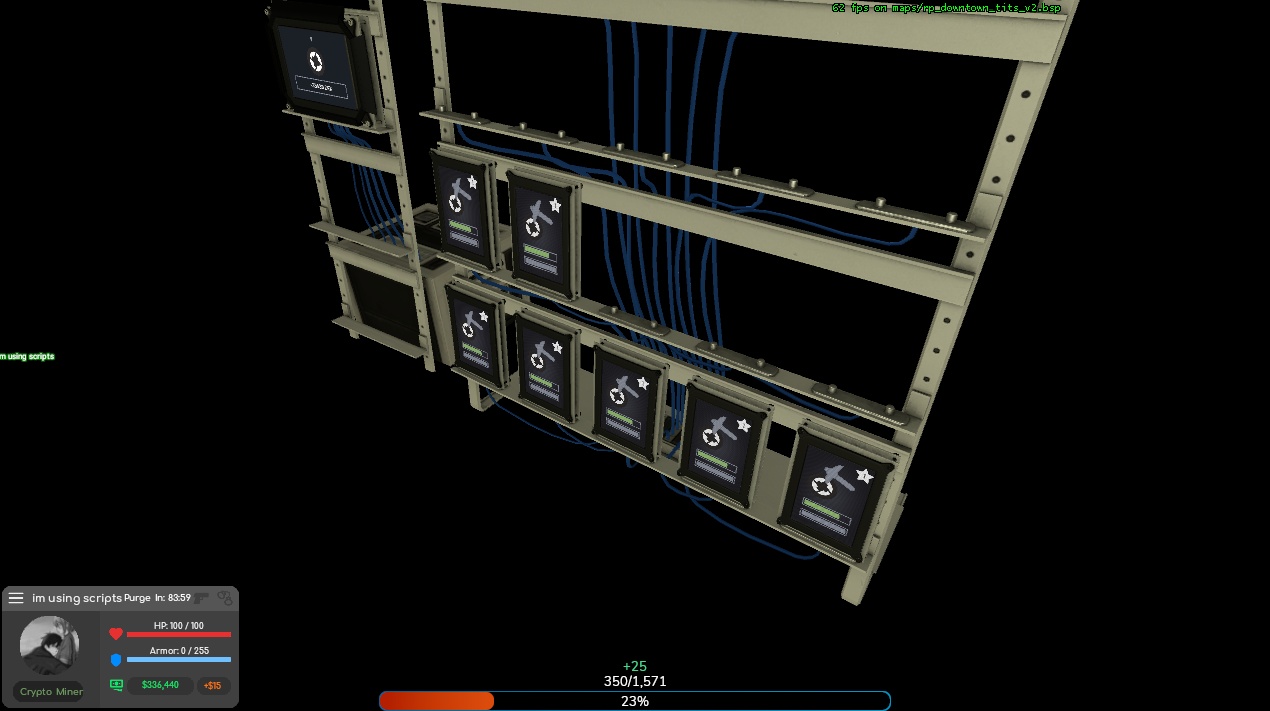 62 fps on maps/rp_downtown_tits_v2.bsp
m using scripts
im using scripts Purge In: 83:59
HP: 100 / 100
Armor: 0 / 255
$336,440 +$15
Crypto Miner
+25
350/1,571
23%